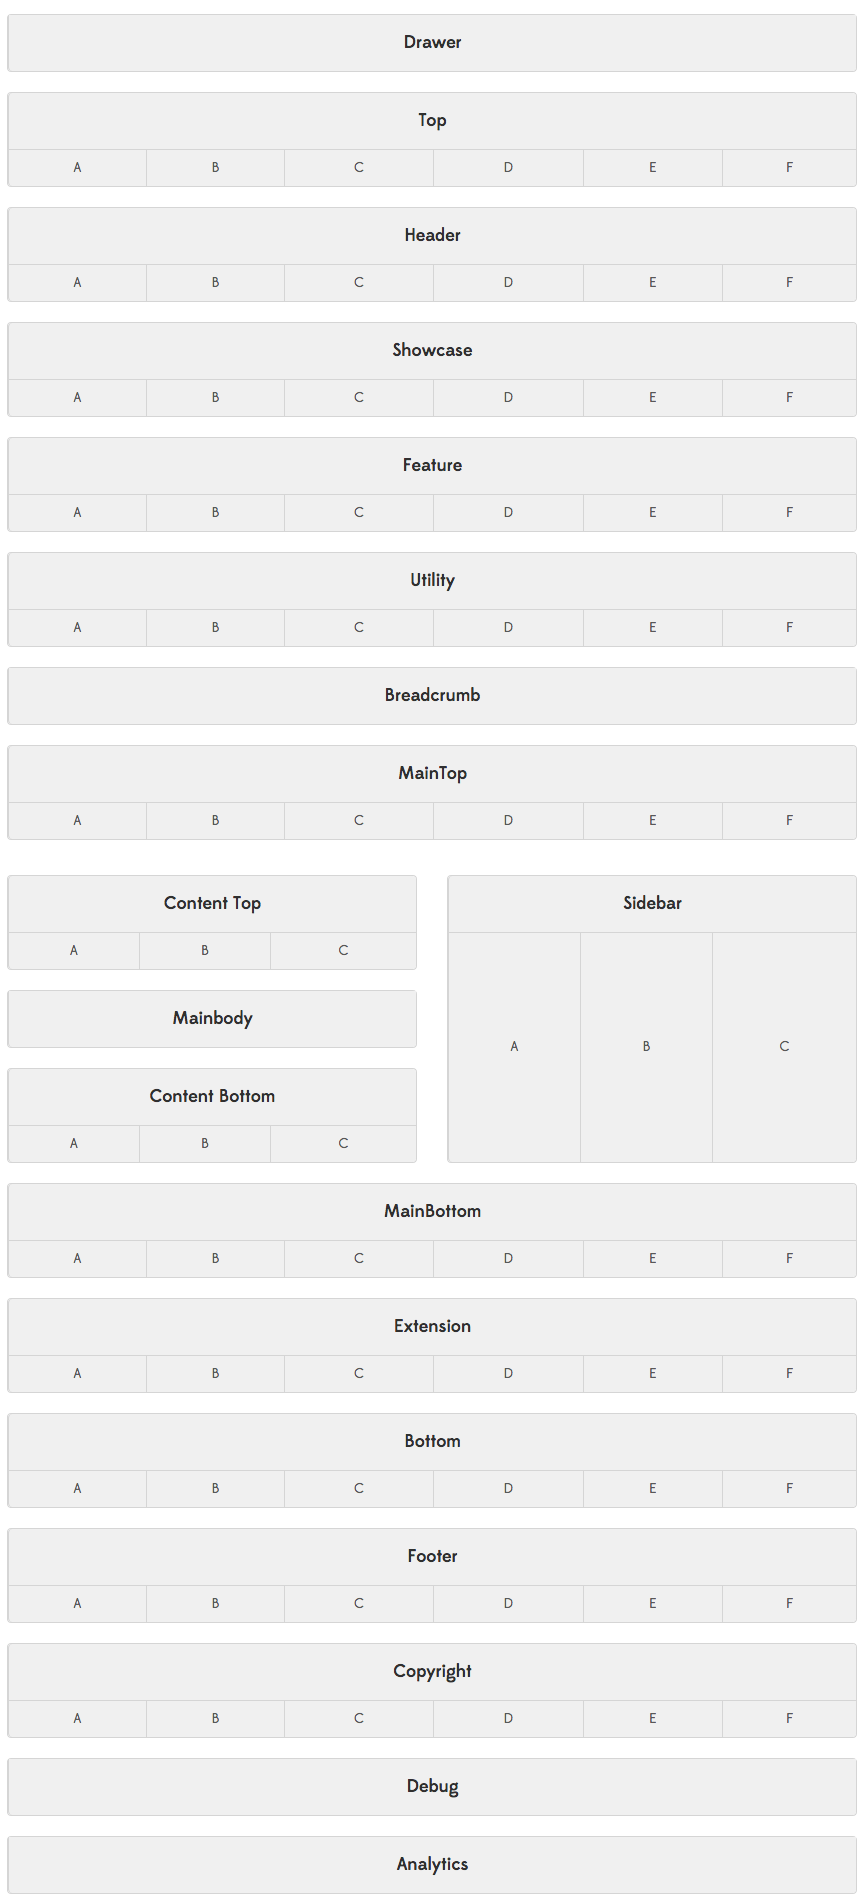 Drawer
Top
A B C D E F
Header
A B C D E F
Showcase
A B C D E F
Feature
A B C D E F
Utility
A B C D E F
Breadcrumb
MainTop
A B C D E F
Content Top
A B C
Mainbody
Content Bottom
A B C
Sidebar
A B C
MainBottom
A B C D E F
Extension
A B C D E F
Bottom
A B C D E F
Footer
A B C D E F
Copyright
A B C D E F
Debug
Analytics